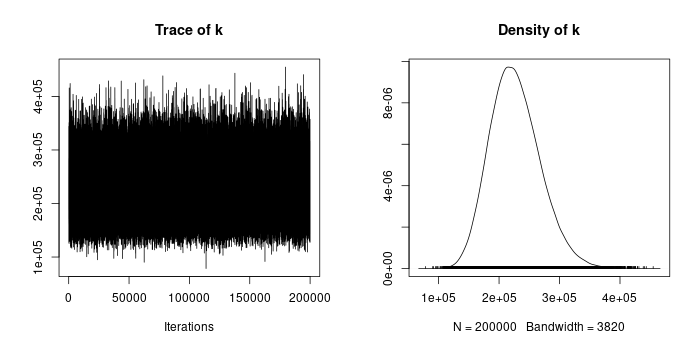 Trace of k
4e+05
3e+05
2e+05
1e+05
0 50000 100000 150000 200000
Iterations
Density of k
8e-06
4e-06
0e+00
1e+05 2e+05 3e+05 4e+05
N = 200000 Bandwidth = 3820